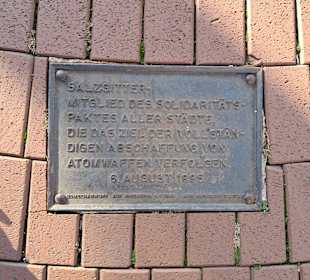 SALZGITTER-
MITGLIED DES SOLIDARITÄTS-
PAKTES ALLER STÄDTE,
DIE DAS ZIEL DER VOLLSTÄN-
DIGEN ABSCHAFFUNG VON
ATOMWAFFEN VERFOLGEN.
6. AUGUST 1995